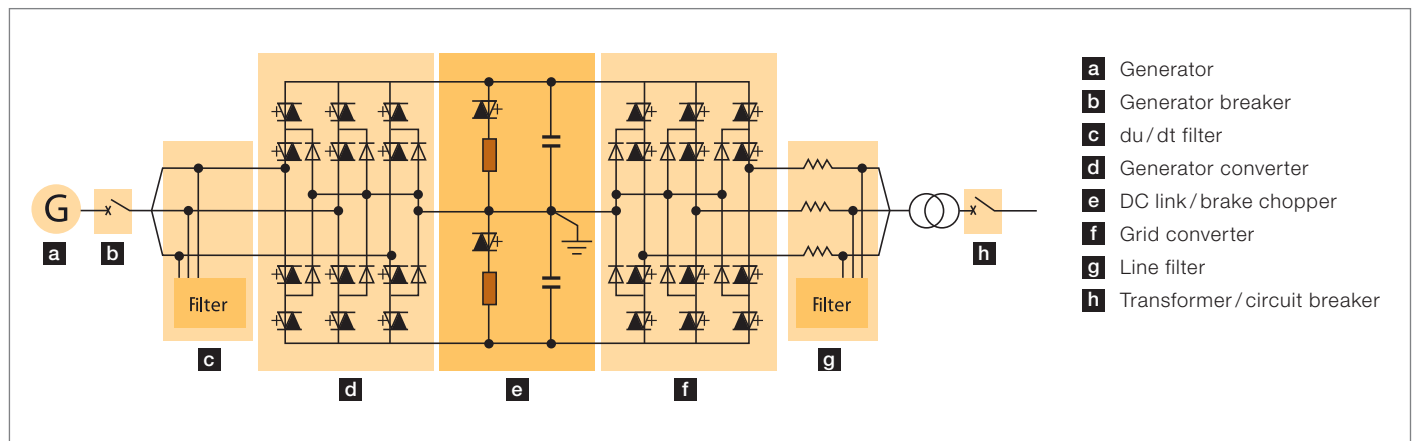 G
a
b
Filter
c
d
e
f
Filter
g
h
a Generator
b Generator breaker
c du/dt filter
d Generator converter
e DC link/brake chopper
f Grid converter
g Line filter
h Transformer/circuit breaker